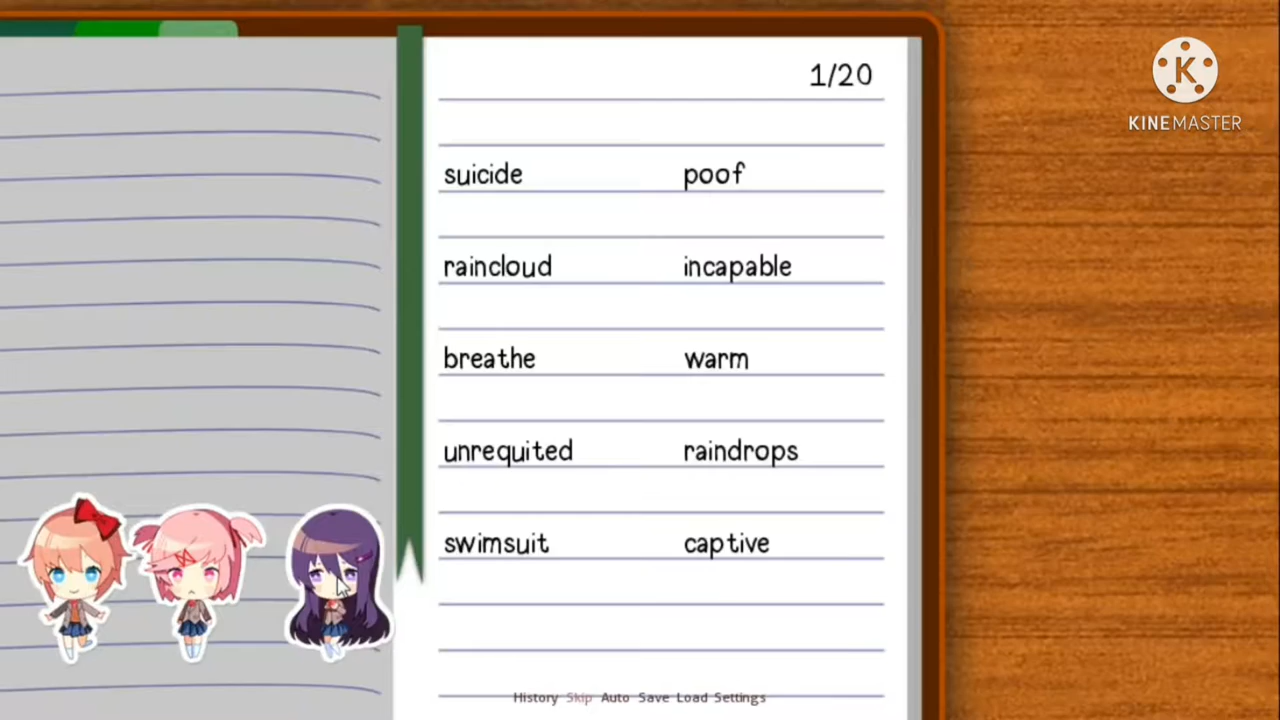 1/20
KINEMASTER
suicide poof
raincloud incapable
breathe warm
unrequited raindrops
swimsuit captive
History Skip Auto Save Load Settings